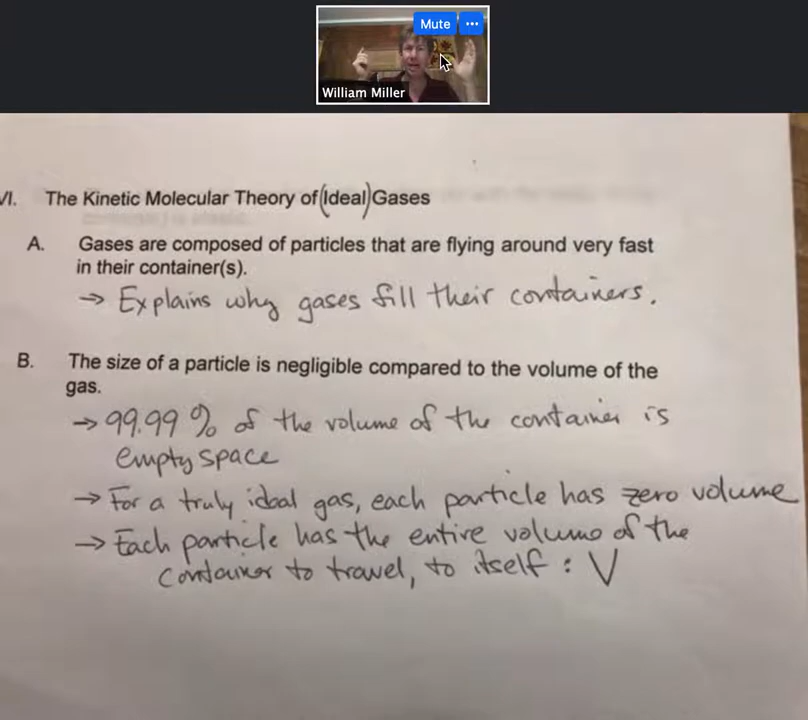 Mute
William Miller
VI. The Kinetic Molecular Theory of (Ideal) Gases
A. Gases are composed of particles that are flying around very fast
in their container(s).
→ Explains why gases fill their containers.
B. The size of a particle is negligible compared to the volume of the
gas.
→ 99.99 % of the volume of the container is
empty space
→ For a truly ideal gas, each particle has zero volume
→ Each particle has the entire volume of the
container to travel, to itself : V